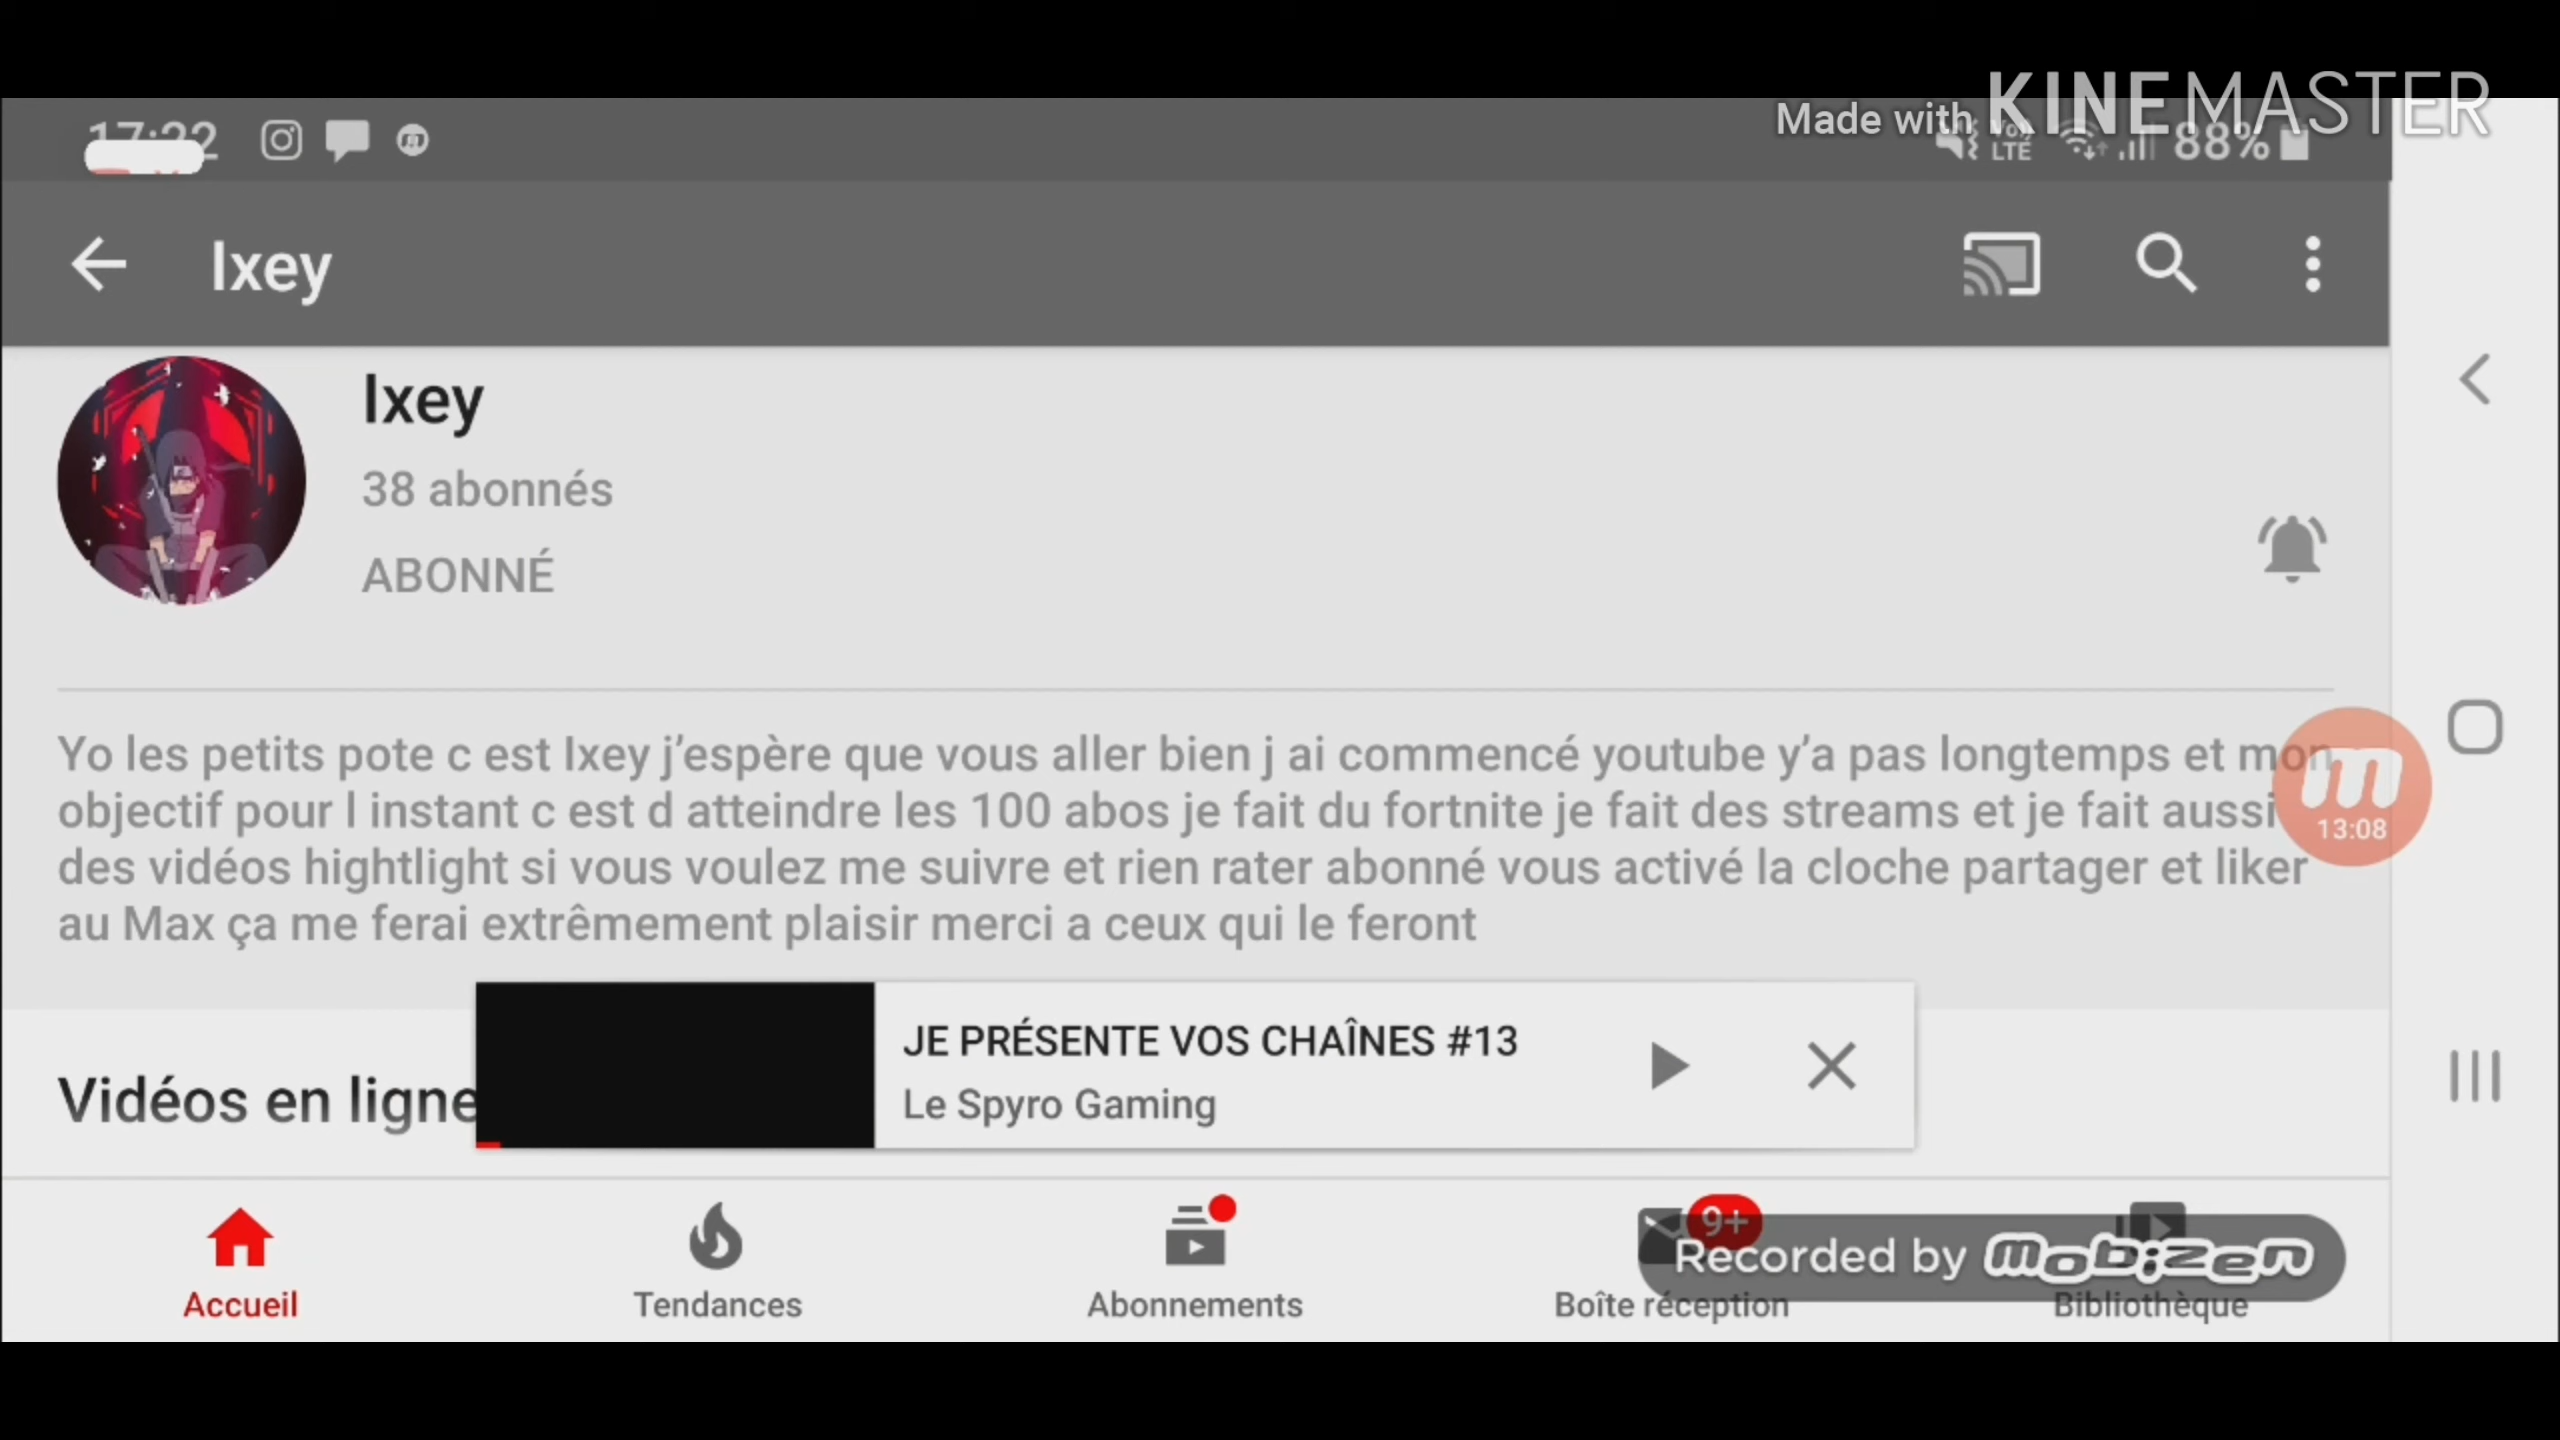 Made with KINEMASTER
17:22
VoD LTE 88%
Ixey
Ixey
38 abonnés
ABONNÉ
Yo les petits pote c est Ixey j’espère que vous aller bien j ai commencé youtube y’a pas longtemps et mon
objectif pour l instant c est d atteindre les 100 abos je fait du fortnite je fait des streams et je fait aussi
des vidéos hightlight si vous voulez me suivre et rien rater abonné vous activé la cloche partager et liker
au Max ça me ferai extrêmement plaisir merci a ceux qui le feront
13:08
JE PRÉSENTE VOS CHAÎNES #13
Le Spyro Gaming
Vidéos en ligne
9+
Recorded by mobizen
Accueil
Tendances
Abonnements
Boîte réception
Bibliothèque